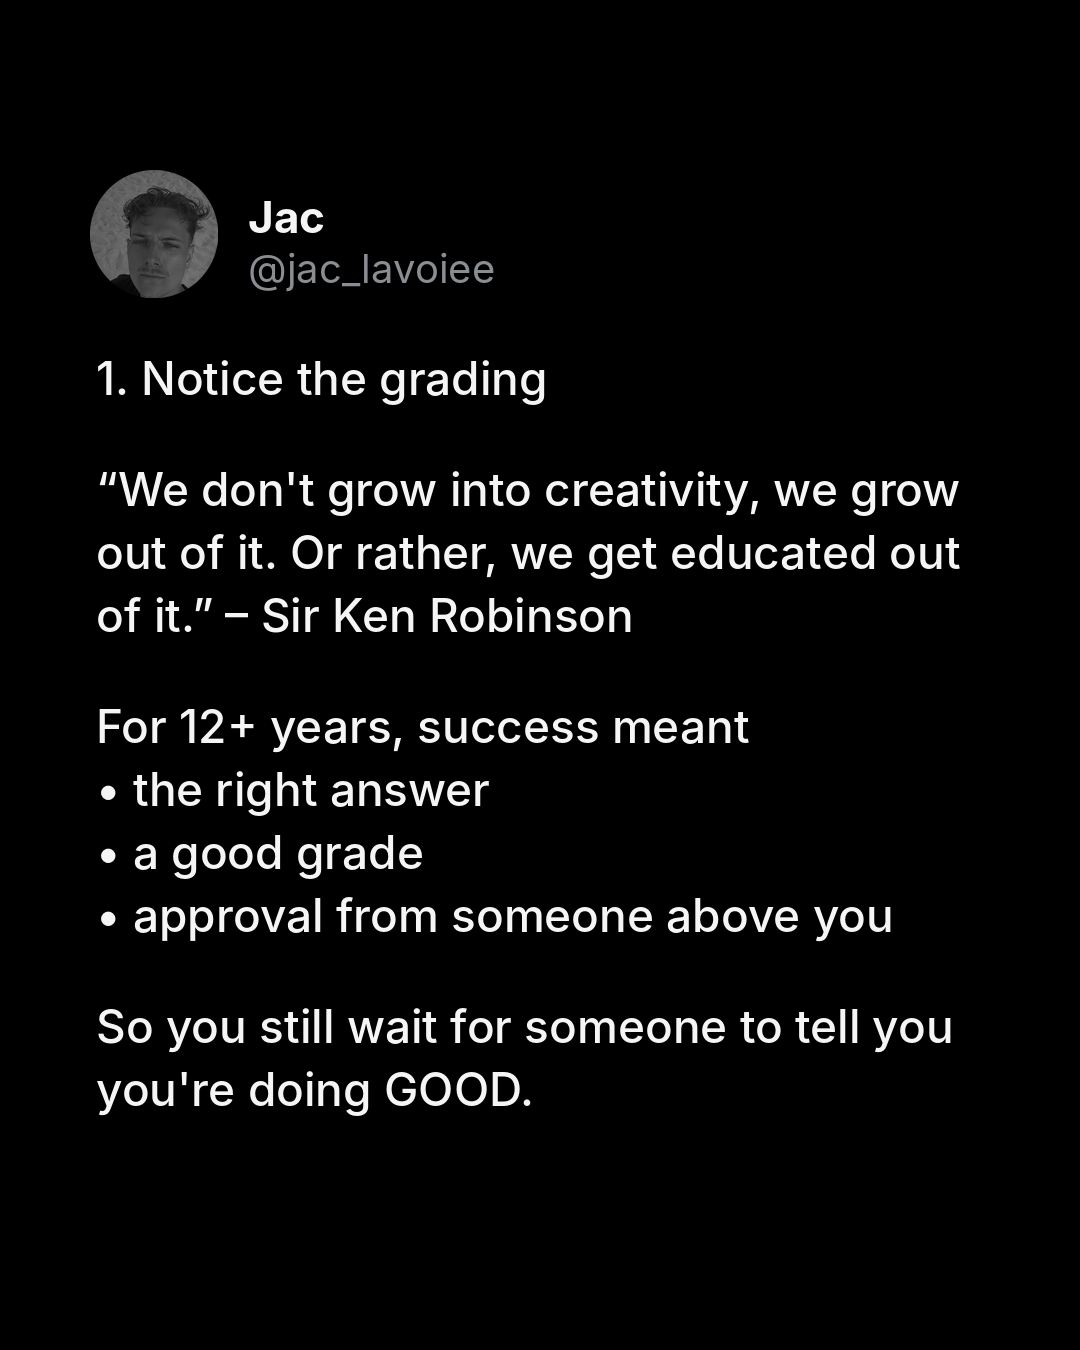 Jac
@jac_lavoiee
1. Notice the grading
“We don't grow into creativity, we grow
out of it. Or rather, we get educated out
of it.” – Sir Ken Robinson
For 12+ years, success meant
• the right answer
• a good grade
• approval from someone above you
So you still wait for someone to tell you
you're doing GOOD.